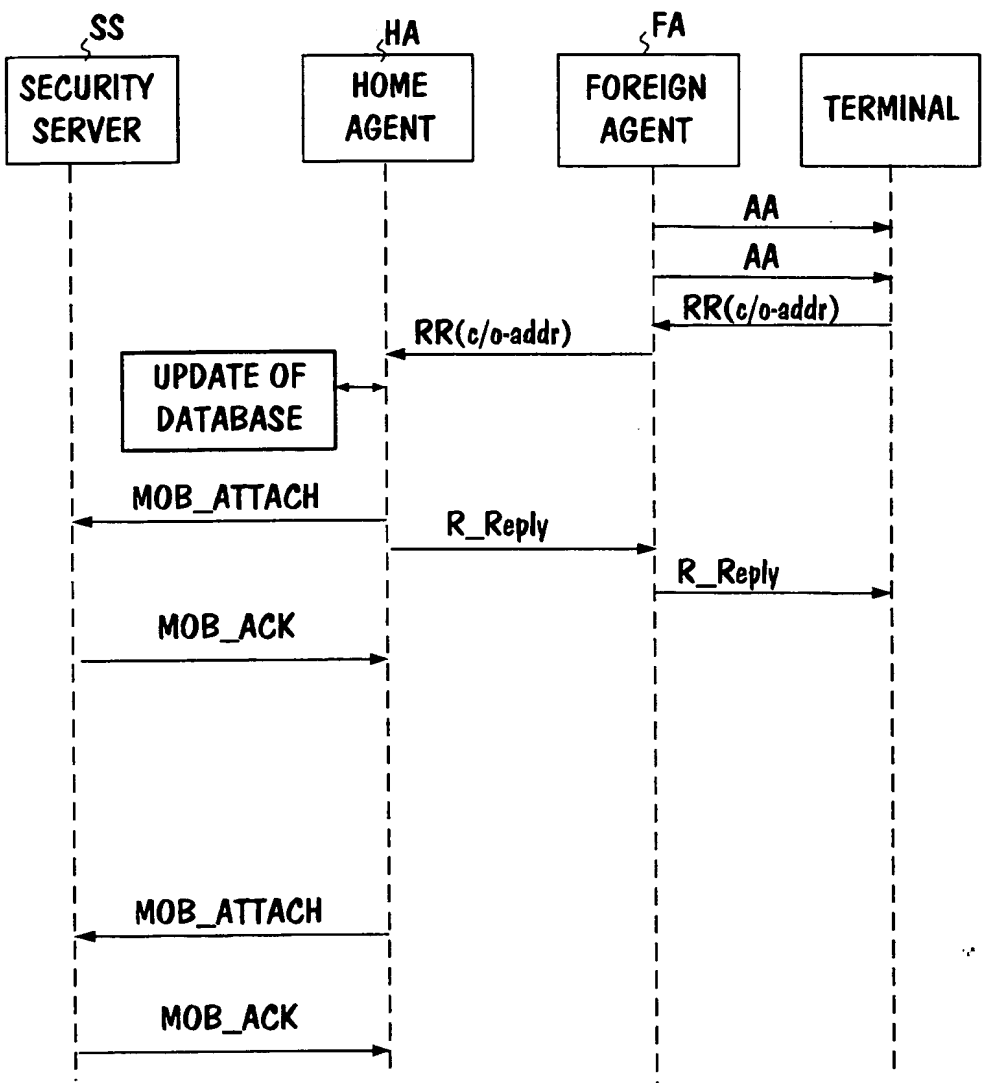 SS
HA
FA
SECURITY
SERVER
HOME
AGENT
FOREIGN
AGENT
TERMINAL
AA
AA
RR(c/o-addr)
RR(c/o-addr)
UPDATE OF
DATABASE
MOB_ATTACH
R_Reply
R_Reply
MOB_ACK
MOB_ATTACH
MOB_ACK